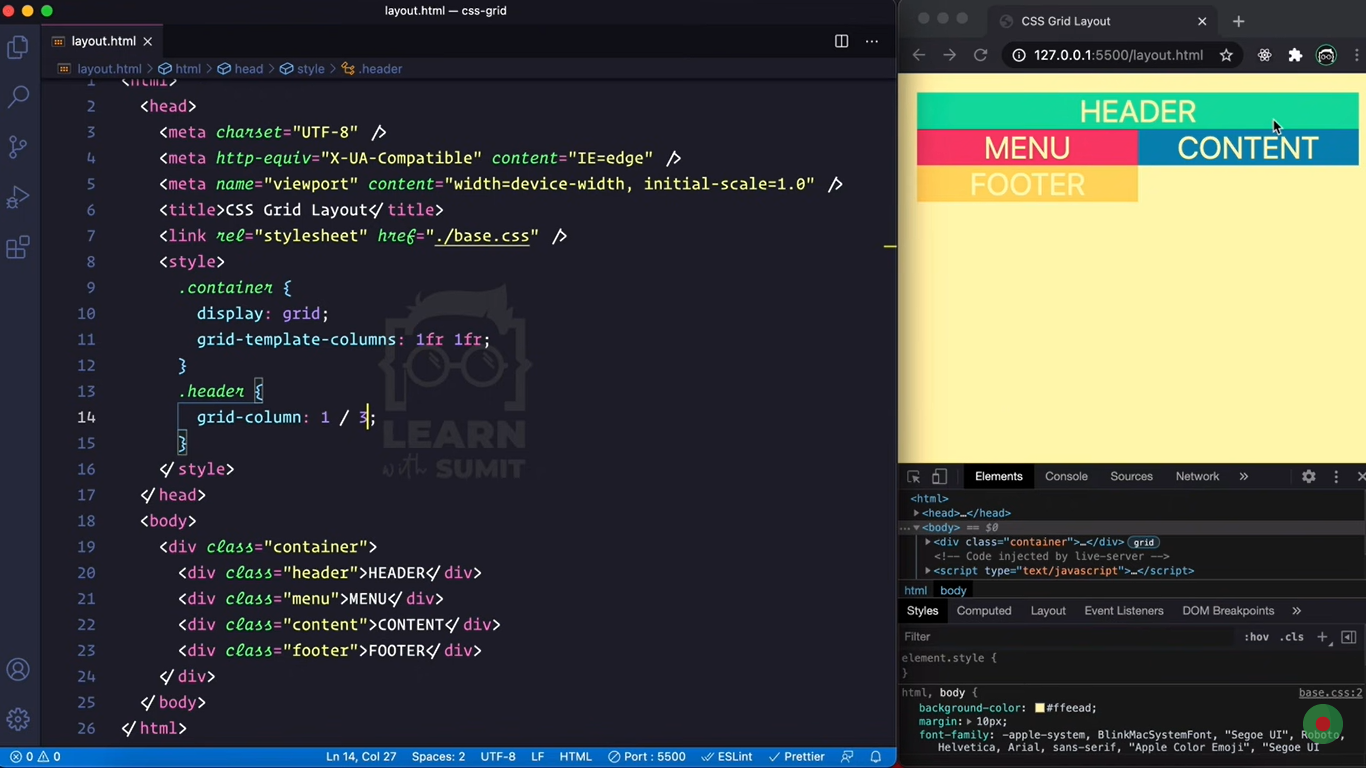 layout.html — css-grid
layout.html
layout.html > html > head > style > .header
1 <html>
2 <head>
3 <meta charset="UTF-8" />
4 <meta http-equiv="X-UA-Compatible" content="IE=edge" />
5 <meta name="viewport" content="width=device-width, initial-scale=1.0" />
6 <title>CSS Grid Layout</title>
7 <link rel="stylesheet" href="./base.css" />
8 <style>
9 .container {
10 display: grid;
11 grid-template-columns: 1fr 1fr;
12 }
13 .header {
14 grid-column: 1 / 3;
15 }
16 </style>
17 </head>
18 <body>
19 <div class="container">
20 <div class="header">HEADER</div>
21 <div class="menu">MENU</div>
22 <div class="content">CONTENT</div>
23 <div class="footer">FOOTER</div>
24 </div>
25 </body>
26 </html>
LEARN
with SUMIT
0 0 Ln 14, Col 27 Spaces: 2 UTF-8 LF HTML Port : 5500 ESLint Prettier
CSS Grid Layout
127.0.0.1:5500/layout.html
HEADER
MENU CONTENT
FOOTER
Elements Console Sources Network »
<html>
<head>…</head>
… <body> == $0
<div class="container">…</div> grid
<!-- Code injected by live-server -->
<script type="text/javascript">…</script>
html body
Styles Computed Layout Event Listeners DOM Breakpoints »
Filter :hov .cls +
element.style {
}
html, body { base.css:2
background-color: #ffeead;
margin: 10px;
font-family: -apple-system, BlinkMacSystemFont, "Segoe UI", Roboto,
Helvetica, Arial, sans-serif, "Apple Color Emoji", "Segoe UI